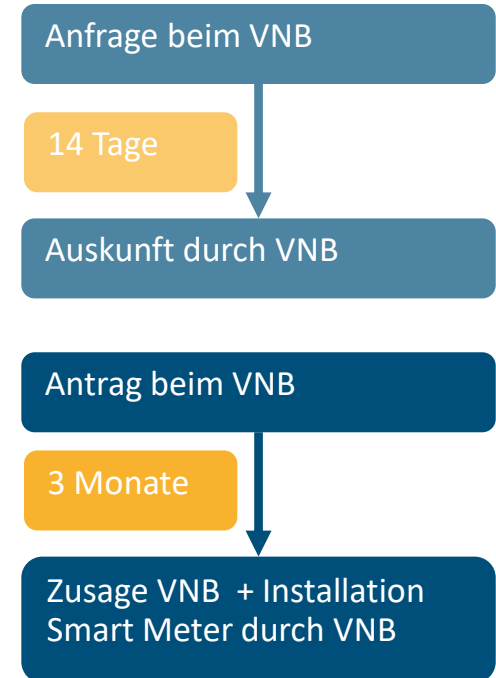 Anfrage beim VNB
14 Tage
Auskunft durch VNB
Antrag beim VNB
3 Monate
Zusage VNB + Installation
Smart Meter durch VNB